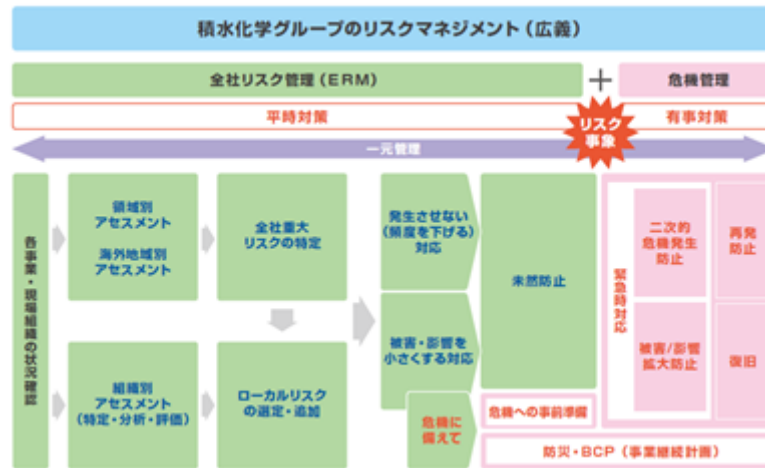 積水化学グループのリスクマネジメント（広義）
全社リスク管理（ERM）
＋
危機管理
平時対策
リスク
事象
有事対策
一元管理
各事業・現場組織の状況確認
領域別
アセスメント
海外地域別
アセスメント
全社重大
リスクの特定
組織別
アセスメント
（特定・分析・評価）
ローカルリスク
の選定・追加
発生させない
（頻度を下げる）
対応
被害・影響を
小さくする対応
危機に
備えて
未然防止
危機への事前準備
防災・BCP（事業継続計画）
緊急時対応
二次的
危機発生
防止
被害/影響
拡大防止
再発
防止
復旧